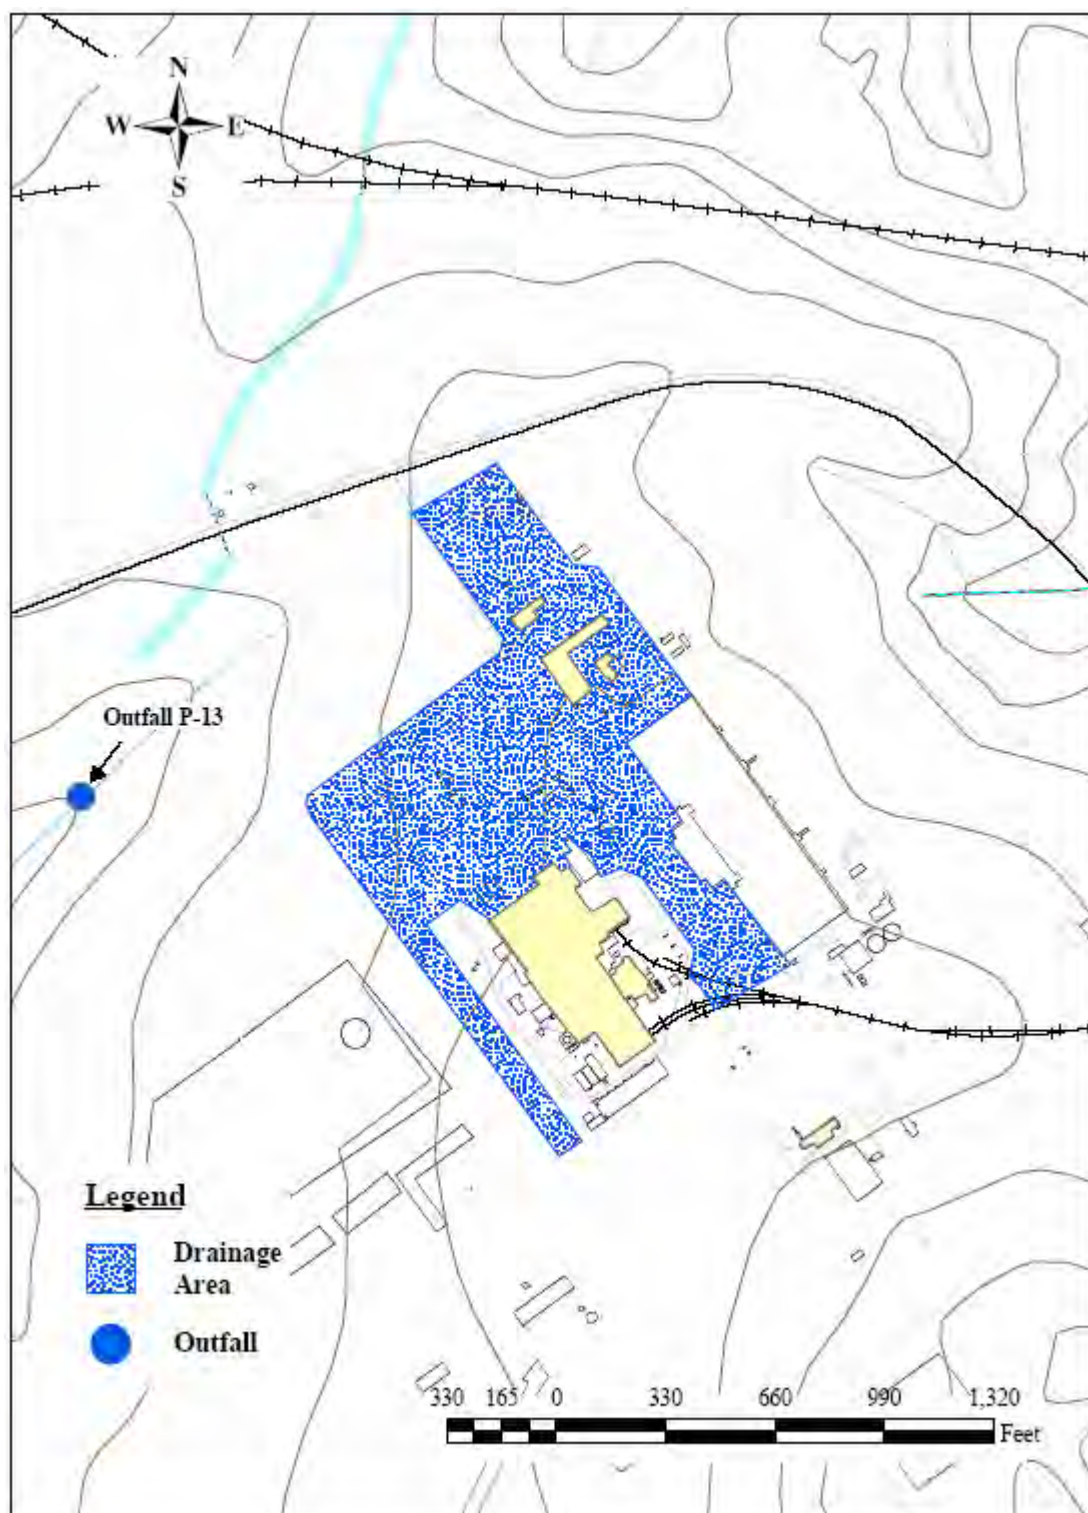 N
W E
S
Outfall P-13
Legend
Drainage
Area
Outfall
330 165 0 330 660 990 1,320
Feet